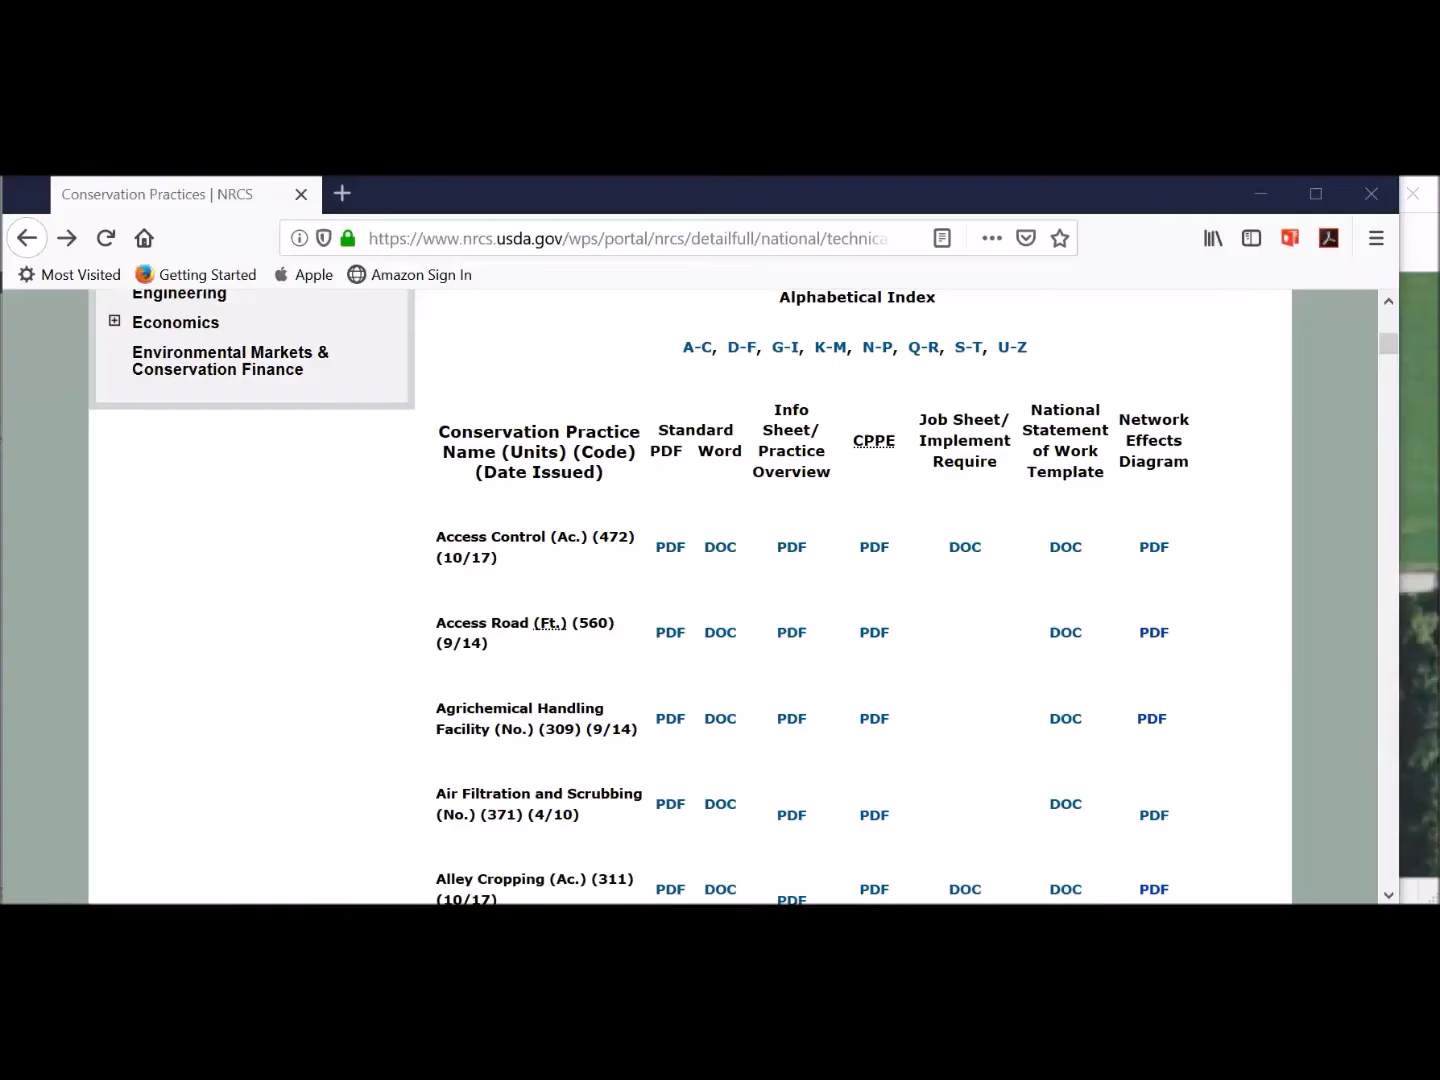 Conservation Practices | NRCS
https://www.nrcs.usda.gov/wps/portal/nrcs/detailfull/national/technica
Most Visited Getting Started Apple Amazon Sign In
Engineering
Economics
Environmental Markets &
Conservation Finance
Alphabetical Index
A-C, D-F, G-I, K-M, N-P, Q-R, S-T, U-Z
Conservation Practice
Name (Units) (Code)
(Date Issued)
Standard
PDF Word
Info
Sheet/
Practice
Overview
CPPE
Job Sheet/
Implement
Require
National
Statement
of Work
Template
Network
Effects
Diagram
Access Control (Ac.) (472)
(10/17)
PDF DOC PDF PDF DOC DOC PDF
Access Road (Ft.) (560)
(9/14)
PDF DOC PDF PDF DOC PDF
Agrichemical Handling
Facility (No.) (309) (9/14)
PDF DOC PDF PDF DOC PDF
Air Filtration and Scrubbing
(No.) (371) (4/10)
PDF DOC PDF PDF DOC PDF
Alley Cropping (Ac.) (311)
(10/17)
PDF DOC PDF PDF DOC DOC PDF